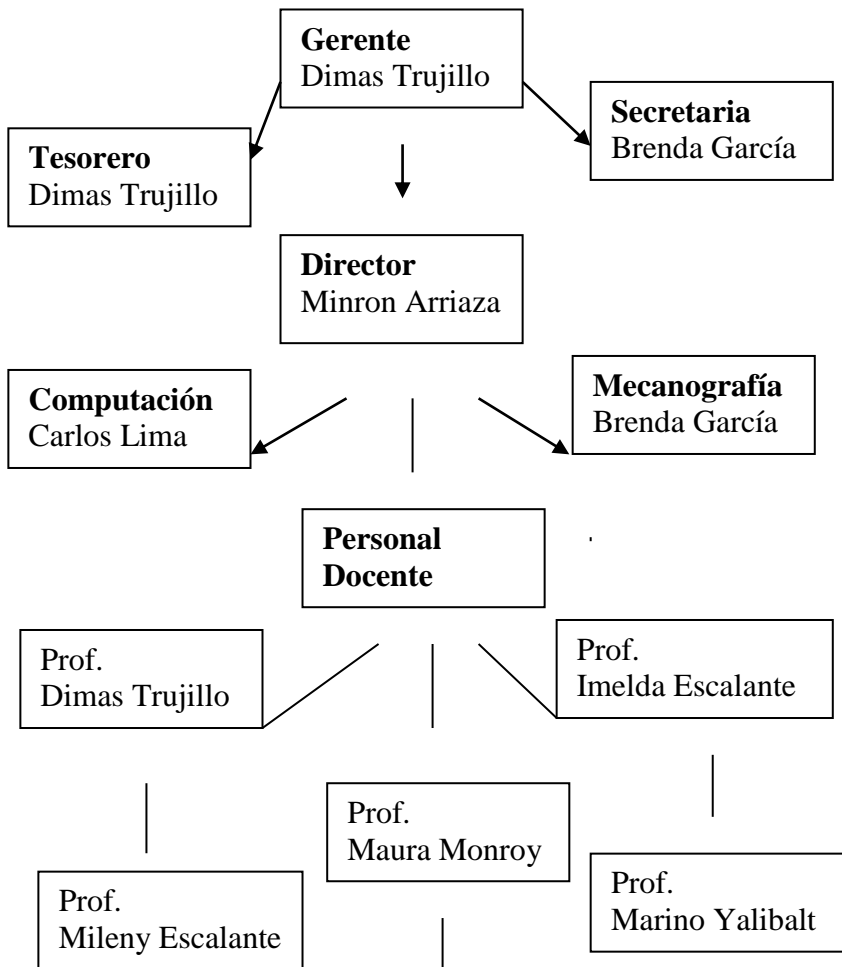 Gerente
Dimas Trujillo
Secretaria
Brenda García
Tesorero
Dimas Trujillo
Director
Minron Arriaza
Computación
Carlos Lima
Mecanografía
Brenda García
Personal
Docente
Prof.
Dimas Trujillo
Prof.
Imelda Escalante
Prof.
Maura Monroy
Prof.
Mileny Escalante
Prof.
Marino Yalibalt